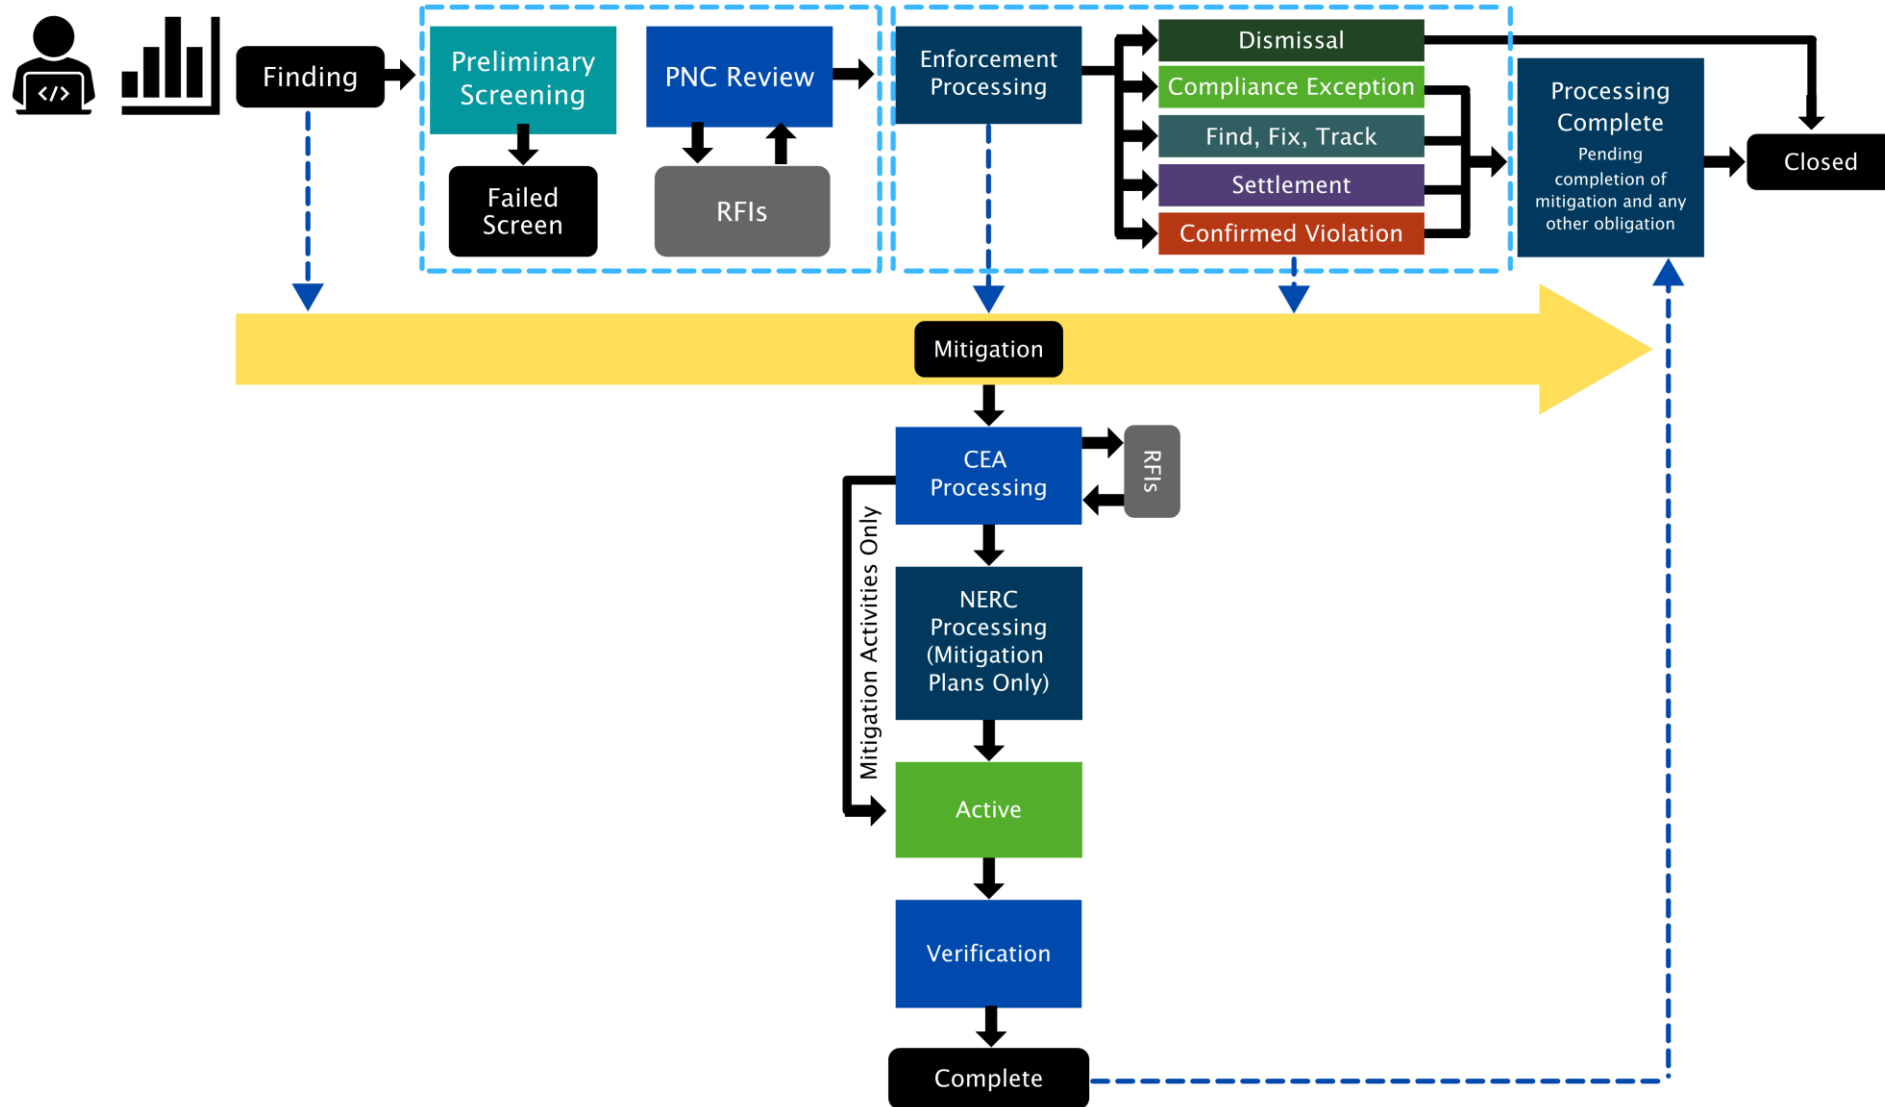 </>
Finding
Preliminary
Screening
Failed
Screen
PNC Review
RFIs
Enforcement
Processing
Dismissal
Compliance Exception
Find, Fix, Track
Settlement
Confirmed Violation
Processing
Complete
Pending
completion of
mitigation and any
other obligation
Closed
Mitigation
CEA
Processing
RFIs
Mitigation Activities Only
NERC
Processing
(Mitigation
Plans Only)
Active
Verification
Complete